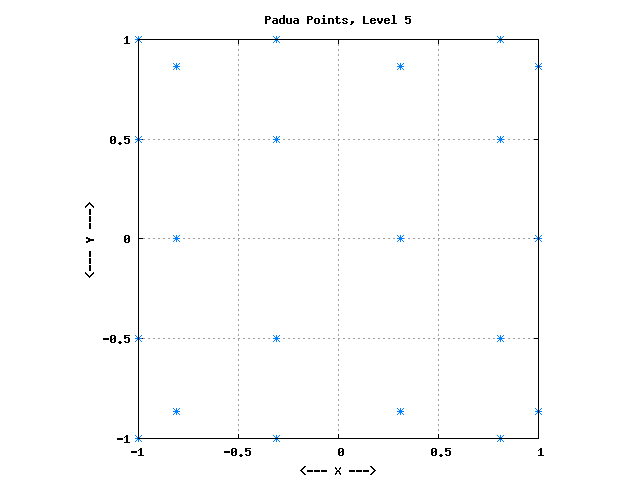 Padua Points, Level 5
1
0.5
0
-0.5
-1
<--- Y --->
-1 -0.5 0 0.5 1
<--- X --->